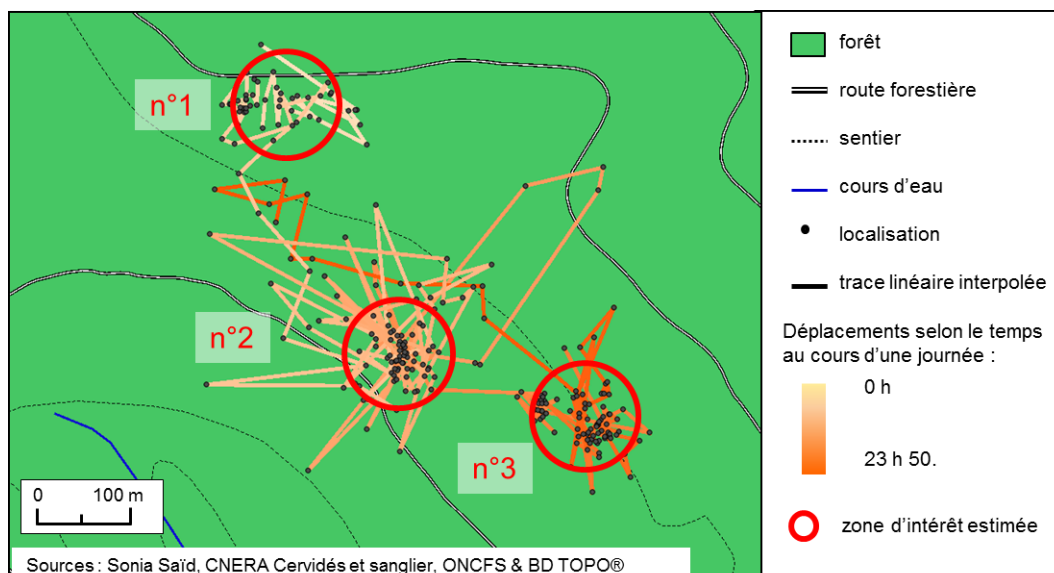 n°1
n°2
n°3
0 100 m
Sources : Sonia Saïd, CNERA Cervidés et sanglier, ONCFS & BD TOPO®
forêt
route forestière
sentier
cours d'eau
localisation
trace linéaire interpolée
Déplacements selon le temps
au cours d'une journée :
0 h
23 h 50.
zone d'intérêt estimée